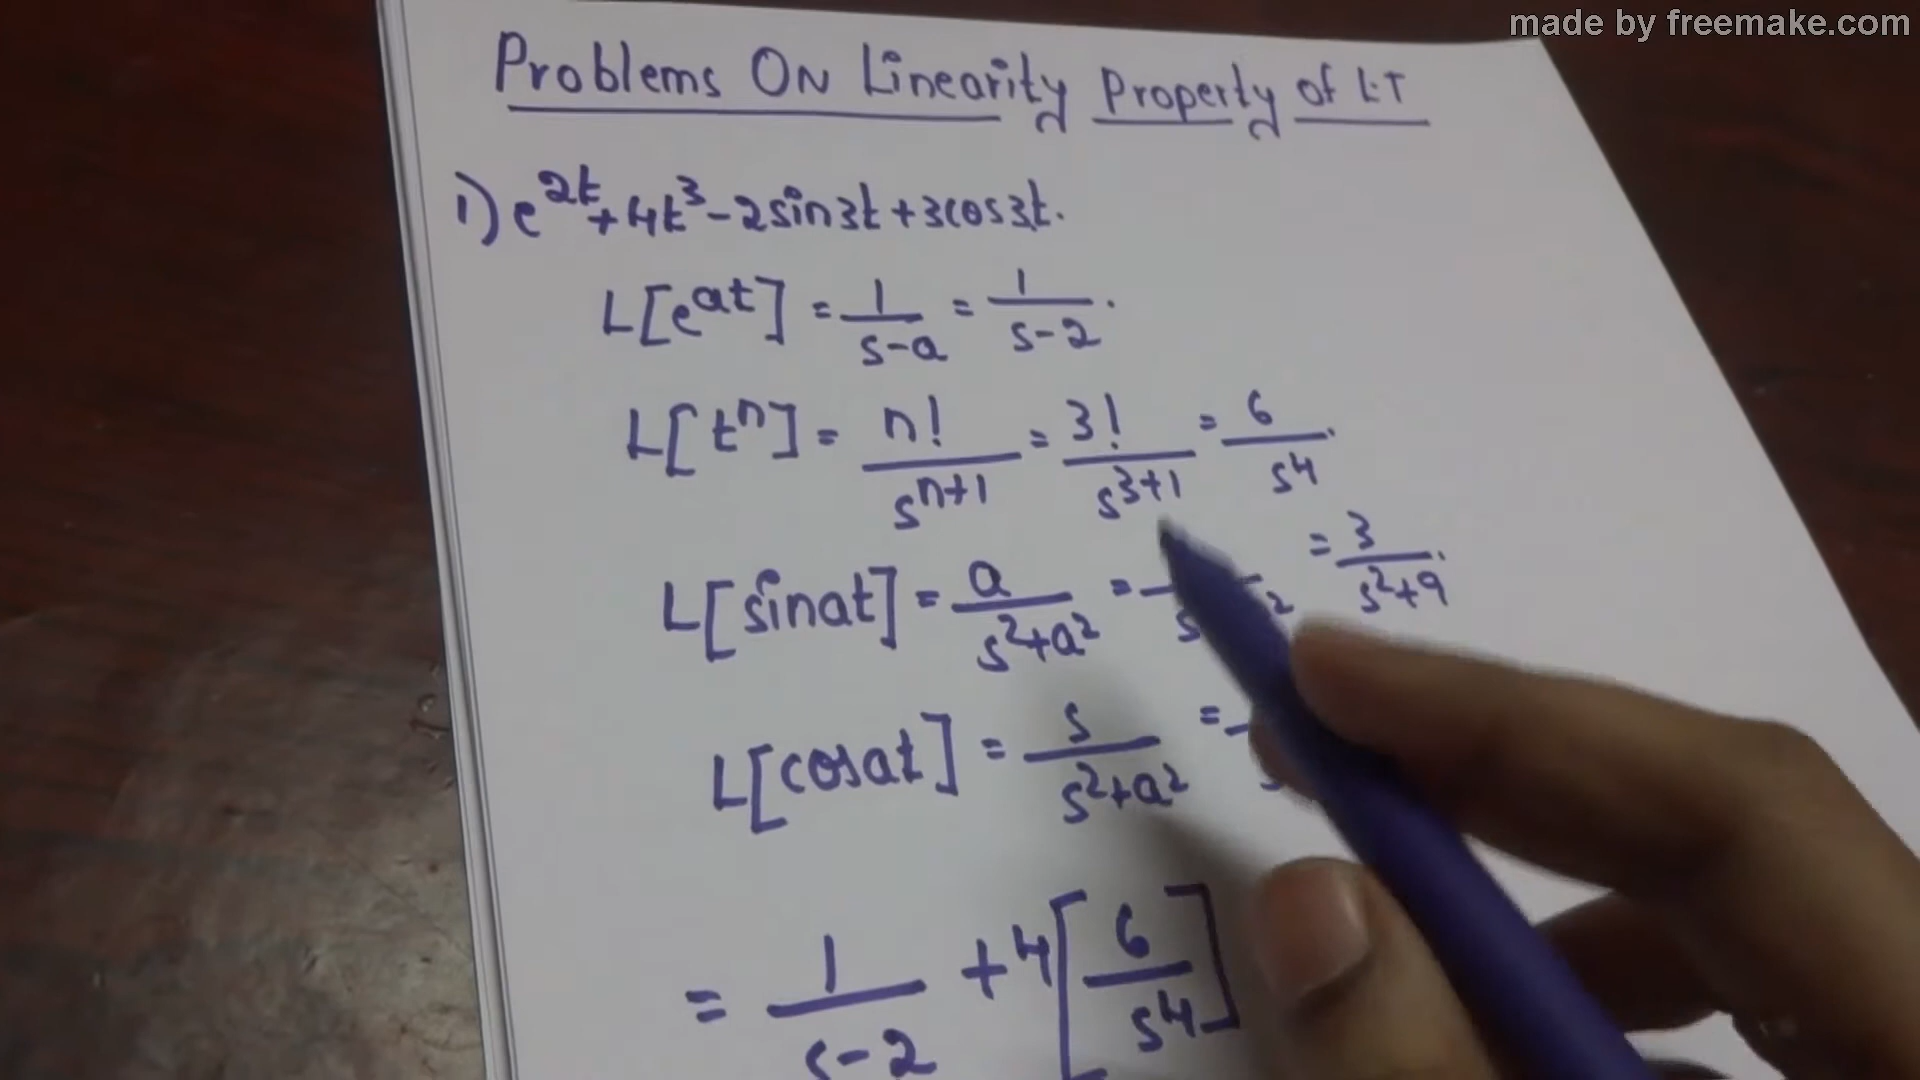 made by freemake.com
Problems ON Linearity Property of L.T
1) e^2t + 4t^3 - 2sin3t + 3cos3t.
L[e^at] = 1/s-a = 1/s-2.
L[t^n] = n!/s^n+1 = 3!/s^3+1 = 6/s^4.
L[sinat] = a/s^2+a^2 = = 3/s^2+9.
L[cosat] = s/s^2+a^2 =
= 1/s-2 + 4[6/s^4]